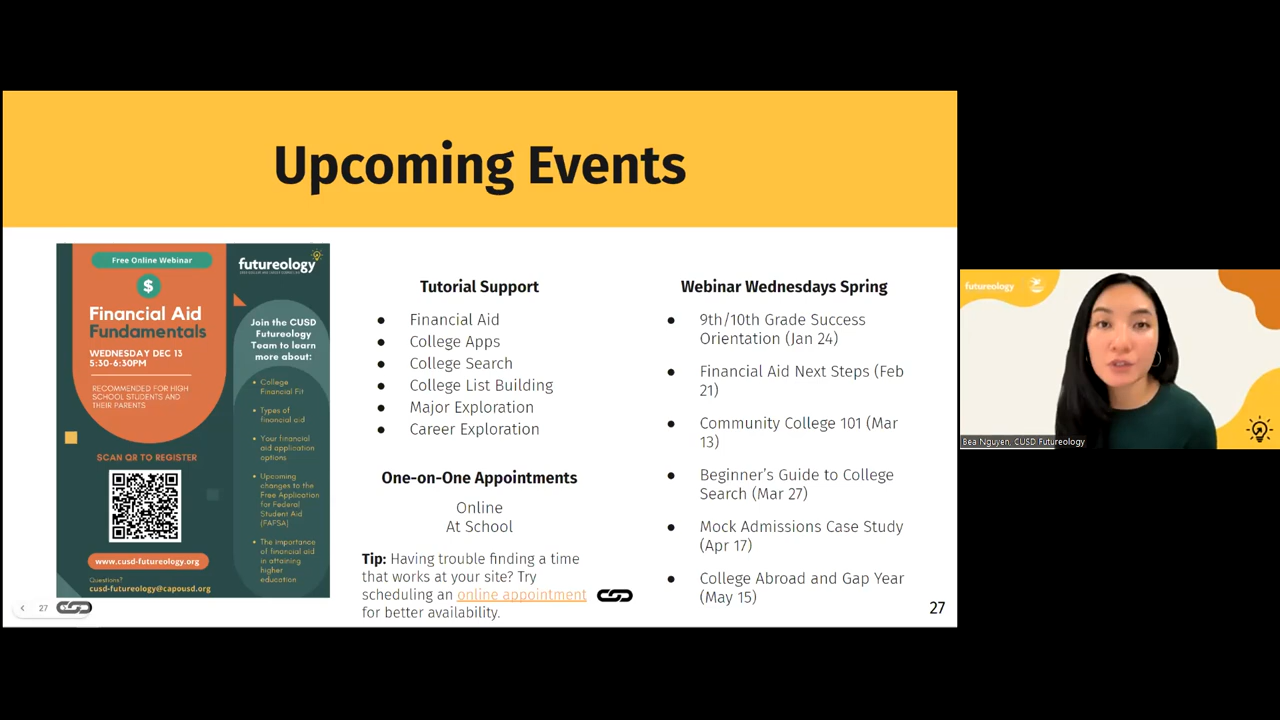 Upcoming Events
Free Online Webinar
$
Financial Aid
Fundamentals
WEDNESDAY DEC 13
5:30-6:30PM
RECOMMENDED FOR HIGH
SCHOOL STUDENTS AND
THEIR PARENTS
SCAN QR TO REGISTER
www.cusd-futureology.org
Questions?
cusd-futureology@capousd.org
futureology
Join the CUSD
Futureology
Team to learn
more about:
• College
Financial Fit
• Types of
financial aid
• Your financial
aid application
options
• Upcoming
changes to the
Free Application
for Federal
Student Aid
(FAFSA)
• The importance
of financial aid
in attaining
higher
education
27
Tutorial Support
● Financial Aid
● College Apps
● College Search
● College List Building
● Major Exploration
● Career Exploration
One-on-One Appointments
Online
At School
Tip: Having trouble finding a time
that works at your site? Try
scheduling an online appointment
for better availability.
Webinar Wednesdays Spring
● 9th/10th Grade Success
Orientation (Jan 24)
● Financial Aid Next Steps (Feb
21)
● Community College 101 (Mar
13)
● Beginner's Guide to College
Search (Mar 27)
● Mock Admissions Case Study
(Apr 17)
● College Abroad and Gap Year
(May 15)
27
futureology
Bea Nguyen, CUSD Futureology